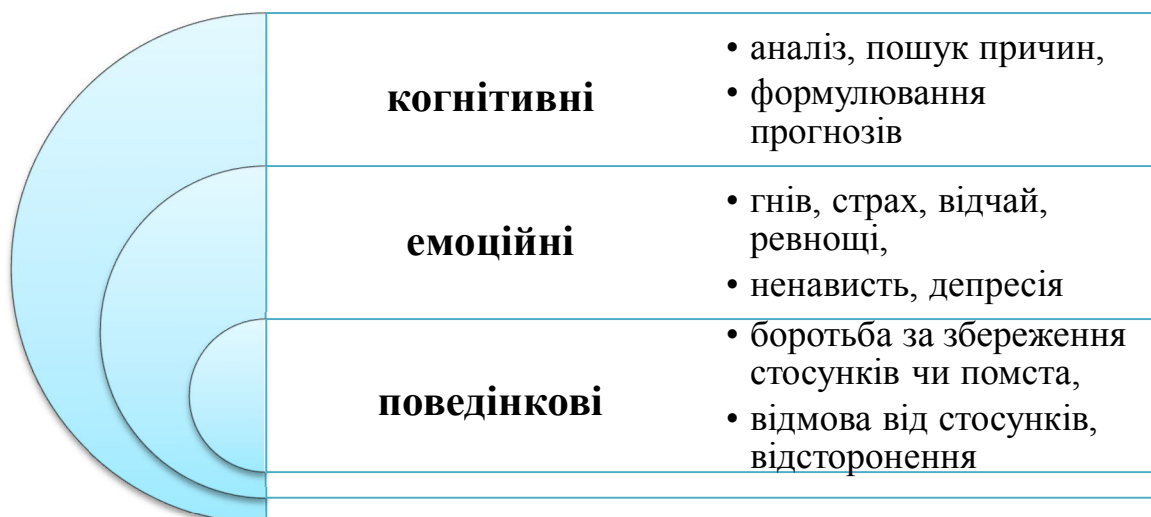 когнітивні
• аналіз, пошук причин,
• формулювання
прогнозів
емоційні
• гнів, страх, відчай,
ревнощі,
• ненависть, депресія
поведінкові
• боротьба за збереження
стосунків чи помста,
• відмова від стосунків,
відсторонення